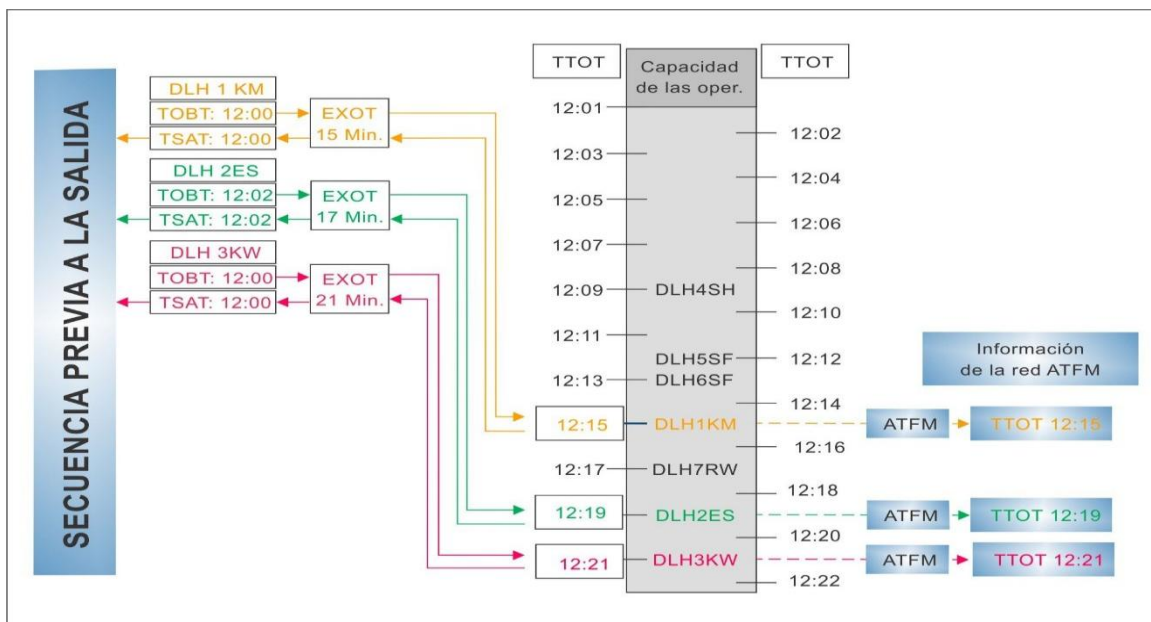 SECUENCIA PREVIA A LA SALIDA
DLH 1 KM
TOBT: 12:00
TSAT: 12:00
EXOT
15 Min.
DLH 2ES
TOBT: 12:02
TSAT: 12:02
EXOT
17 Min.
DLH 3KW
TOBT: 12:00
TSAT: 12:00
EXOT
21 Min.
TTOT
Capacidad
de las oper.
TTOT
12:01
12:02
12:03
12:04
12:05
12:06
12:07
12:08
12:09
DLH4SH
12:10
12:11
DLH5SF
12:12
12:13
DLH6SF
12:14
12:15
DLH1KM
12:16
12:17
DLH7RW
12:18
12:19
DLH2ES
12:20
12:21
DLH3KW
12:22
Información
de la red ATFM
ATFM
TTOT 12:15
ATFM
TTOT 12:19
ATFM
TTOT 12:21